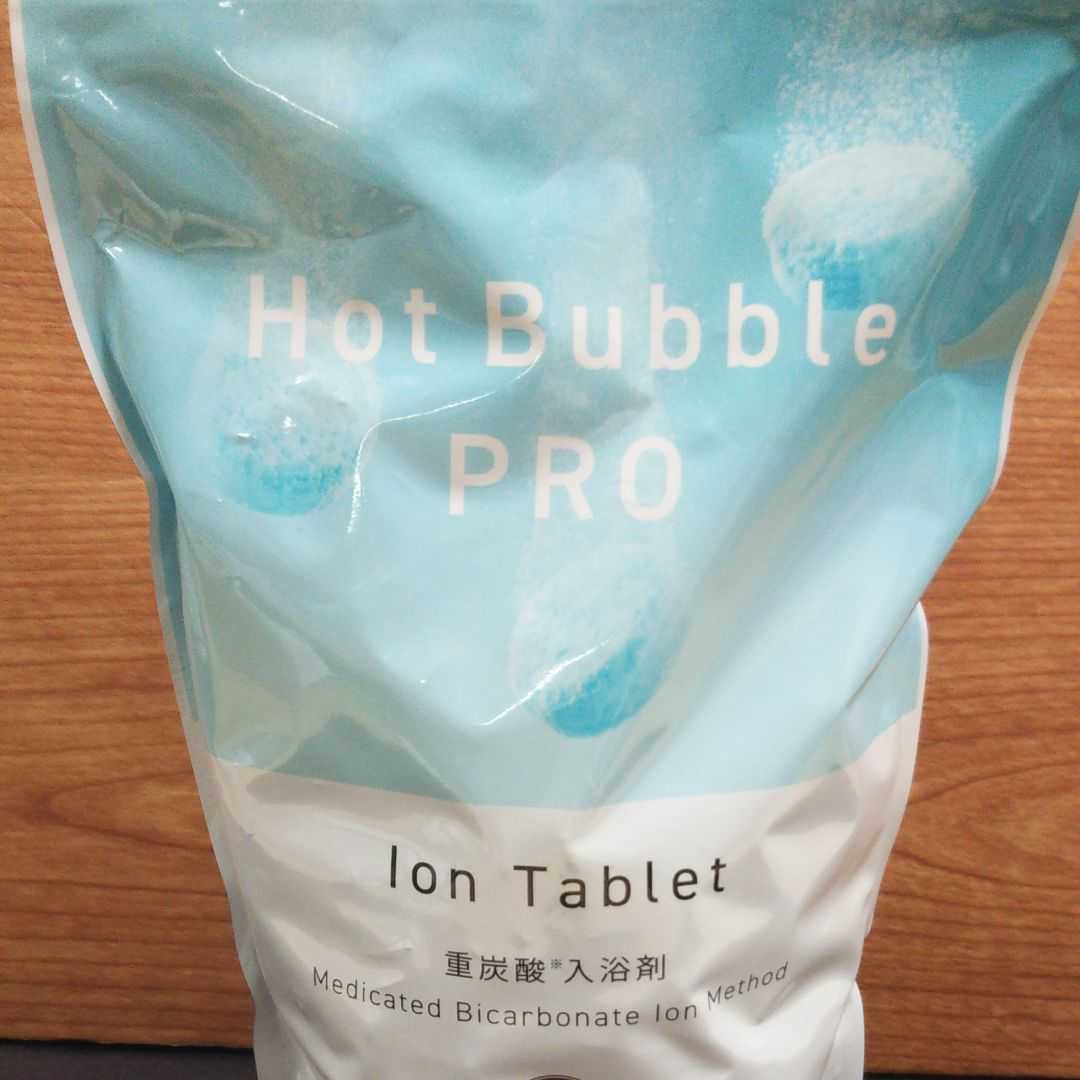 Hot Bubble
PRO
Ion Tablet
重炭酸※入浴剤
Medicated Bicarbonate Ion Method